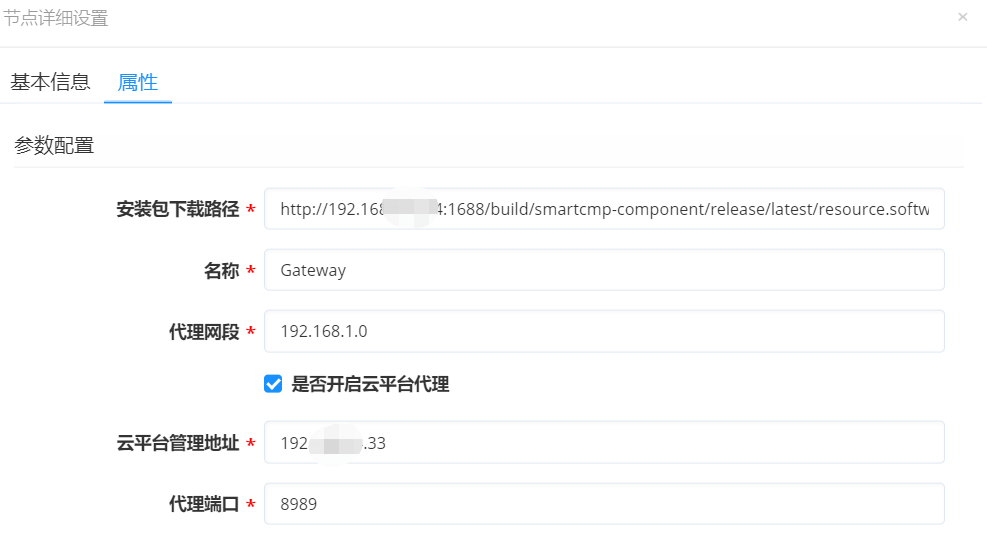 节点详细设置 ×
基本信息 属性
参数配置
安装包下载路径 * http://192.168 4:1688/build/smartcmp-component/release/latest/resource.softw
名称 * Gateway
代理网段 * 192.168.1.0
是否开启云平台代理
云平台管理地址 * 192 .33
代理端口 * 8989